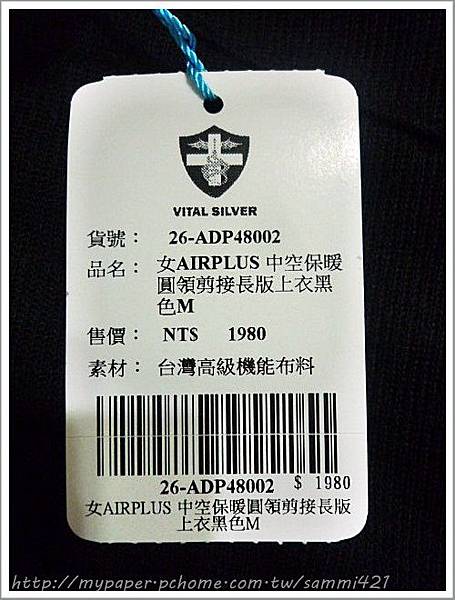 VITAL SILVER
貨號： 26-ADP48002
品名： 女AIRPLUS 中空保暖
圓領剪接長版上衣黑
色M
售價： NT$ 1980
素材： 台灣高級機能布料
26-ADP48002 $ 1980
女AIRPLUS 中空保暖圓領剪接長版
上衣黑色M
http://mypaper.pchome.com.tw/sammi421